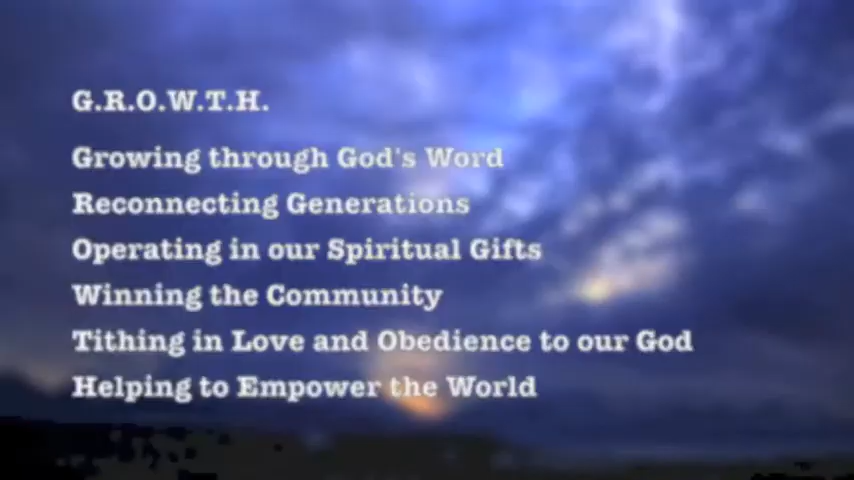 G.R.O.W.T.H.
Growing through God's Word
Reconnecting Generations
Operating in our Spiritual Gifts
Winning the Community
Tithing in Love and Obedience to our God
Helping to Empower the World